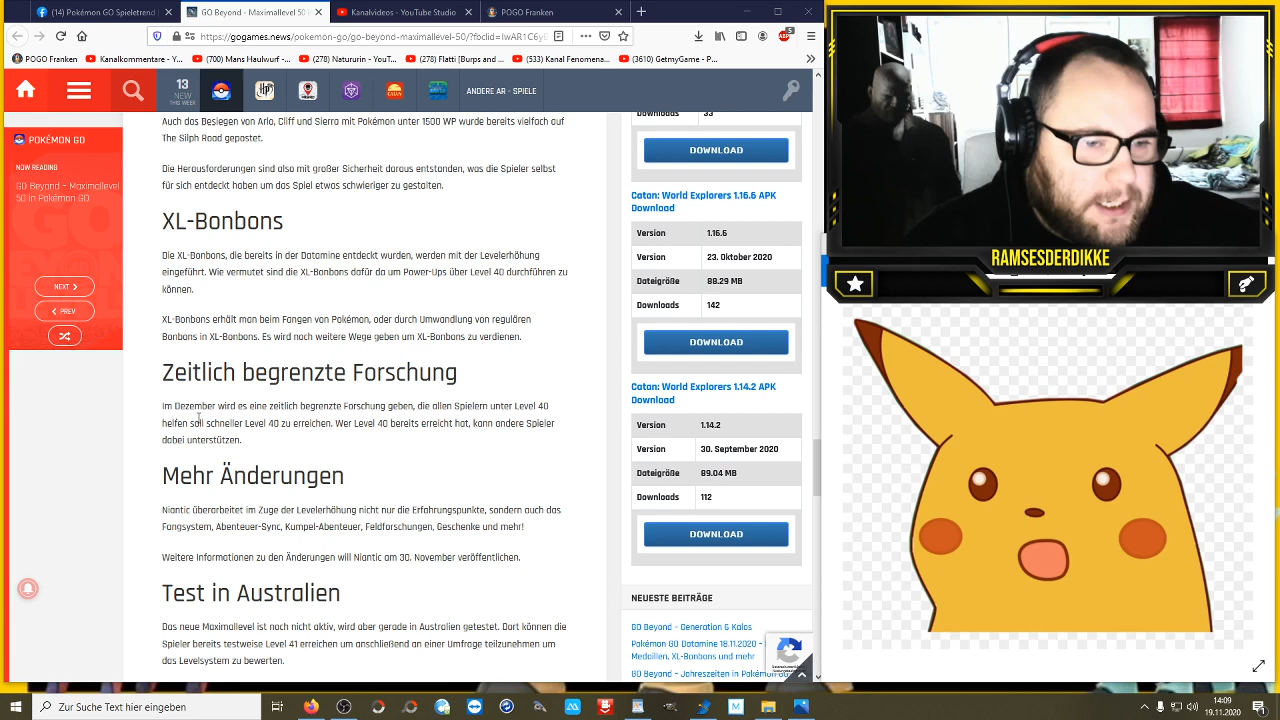 (14) Pokémon GO Spieletrend
GO Beyond – Maximallevel 50 i
Kanalvideos - YouTube Studio
POGO Franken
https://gogames.news/pokemon-go/go-beyond-maximallevel-50/?fbclid=IwAR1C6yE
POGO Franken
Kanalkommentare - Y...
(700) Mans Haulwurf - ...
(278) Natururin - YouT...
(278) Flatti [Burps and ...
(533) Kanal Fenomena...
(3610) GetmyGame - P...
13
NEW
THIS WEEK
CATAN
ANDERE AR - SPIELE
POKÉMON GO
NOW READING
GO Beyond – Maximallevel
50 in Pokémon GO
NEXT
PREV
Auch das Besiegen von Arlo, Cliff und Sierra mit Pokémon unter 1500 WP wurde bereits vielfach auf
The Silph Road gepostet.
Die Herausforderungen sind also mit großer Sicherheit daraus entstanden, was die Spieler selbst
für sich entdeckt haben um das Spiel etwas schwieriger zu gestalten.
XL-Bonbons
Die XL-Bonbons, die bereits in der Datamine entdeckt wurden, werden mit der Levelerhöhung
eingeführt. Wie vermutet sind die XL-Bonbons dafür da um Power-Ups über Level 40 durchführen zu
können.
XL-Bonbons erhält man beim Fangen von Pokémon, oder durch Umwandlung von regulären
Bonbons in XL-Bonbons. Es wird noch weitere Wege geben um XL-Bonbons zu verdienen.
Zeitlich begrenzte Forschung
Im Dezember wird es eine zeitlich begrenzte Forschung geben, die allen Spielern unter Level 40
helfen soll schneller Level 40 zu erreichen. Wer Level 40 bereits erreicht hat, kann andere Spieler
dabei unterstützen.
Mehr Änderungen
Niantic überarbeitet im Zuge der Levelerhöhung nicht nur die Erfahrungspunkte, sondern auch das
Fangsystem, Abenteuer-Sync, Kumpel-Abenteuer, Feldforschungen, Geschenke und mehr!
Weitere Informationen zu den Änderungen will Niantic am 30. November veröffentlichen.
Test in Australien
Das neue Maximallevel ist noch nicht aktiv, wird aber gerade in Australien getestet. Dort können die
Spieler bereits testweise Level 41 erreichen um anschließend an einer Umfrage teilzunehmen um
das Levelsystem zu bewerten.
Downloads 33
DOWNLOAD
Catan: World Explorers 1.16.6 APK
Download
Version 1.16.6
Version 23. Oktober 2020
Dateigröße 88.29 MB
Downloads 142
DOWNLOAD
Catan: World Explorers 1.14.2 APK
Download
Version 1.14.2
Version 30. September 2020
Dateigröße 89.04 MB
Downloads 112
DOWNLOAD
NEUESTE BEITRÄGE
GO Beyond – Generation 6 Kalos
Pokémon GO Datamine 18.11.2020 –
Medaillen, XL-Bonbons und mehr
GO Beyond – Jahreszeiten in Pokémon GO
RAMSESDERDIKKE
Zur Suche Text hier eingeben
14:09
19.11.2020